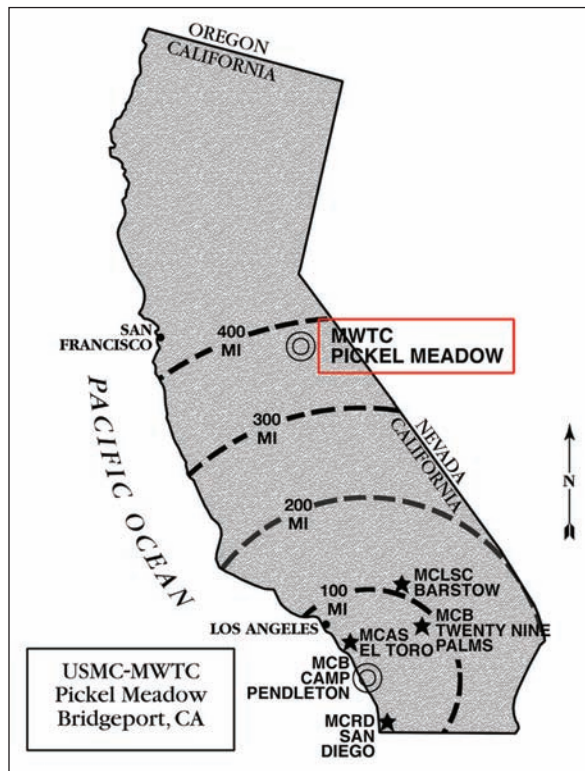 OREGON
CALIFORNIA
SAN
FRANCISCO
400
MI
MWTC
PICKEL MEADOW
PACIFIC OCEAN
300
MI
NEVADA
CALIFORNIA
N
200
MI
100
MI
MCLSC
BARSTOW
LOS ANGELES
MCB
TWENTY NINE
PALMS
MCAS
EL TORO
MCB
CAMP
PENDLETON
MCRD
SAN
DIEGO
USMC-MWTC
Pickel Meadow
Bridgeport, CA